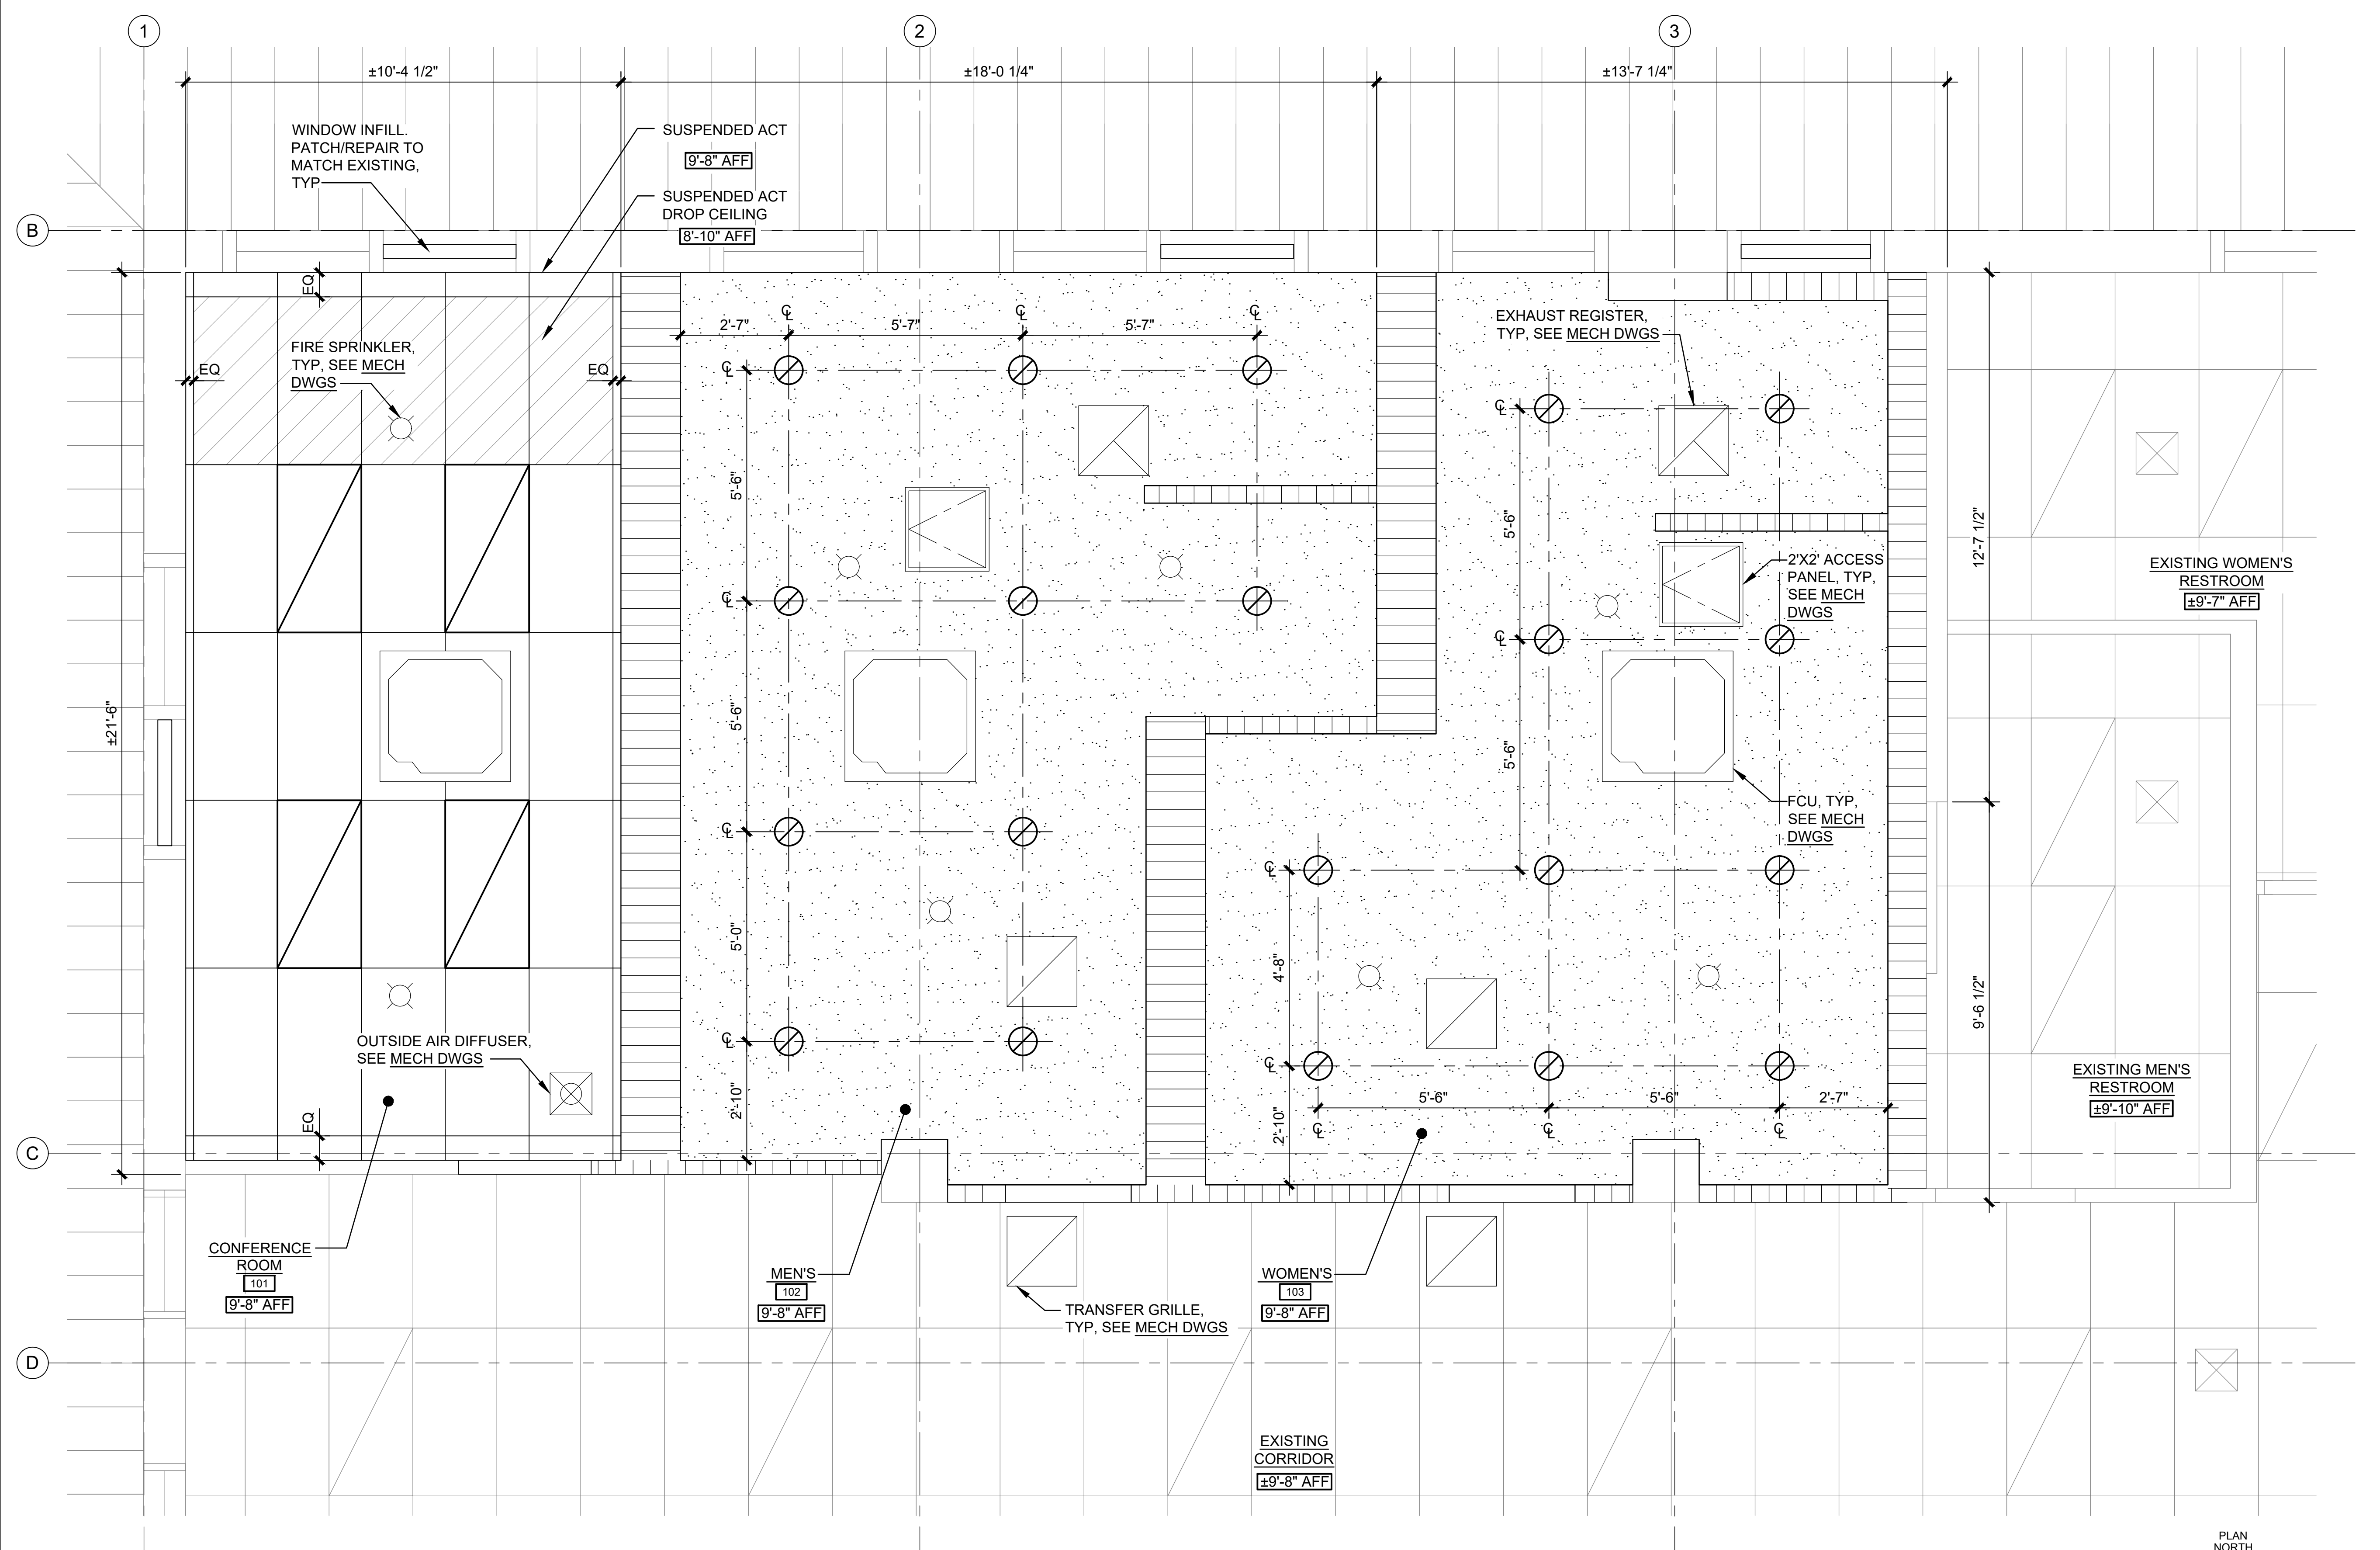 1
2
3
±10'-4 1/2"
±18'-0 1/4"
±13'-7 1/4"
WINDOW INFILL.
PATCH/REPAIR TO
MATCH EXISTING,
TYP
SUSPENDED ACT
9'-8" AFF
SUSPENDED ACT
DROP CEILING
8'-10" AFF
B
EQ
FIRE SPRINKLER,
TYP, SEE MECH
DWGS
EQ
EQ
2'-7"
5'-7"
5'-7"
℄
℄
℄
℄
℄
℄
℄
5'-6"
5'-6"
5'-0"
2'-10"
EXHAUST REGISTER,
TYP, SEE MECH DWGS
℄
℄
5'-6"
5'-6"
2'X2' ACCESS
PANEL, TYP,
SEE MECH
DWGS
FCU, TYP,
SEE MECH
DWGS
12'-7 1/2"
9'-6 1/2"
EXISTING WOMEN'S
RESTROOM
±9'-7" AFF
±21'-6"
℄
℄
4'-8"
2'-10"
5'-6"
5'-6"
2'-7"
℄
℄
℄
OUTSIDE AIR DIFFUSER,
SEE MECH DWGS
EQ
EXISTING MEN'S
RESTROOM
±9'-10" AFF
C
CONFERENCE
ROOM
101
9'-8" AFF
MEN'S
102
9'-8" AFF
TRANSFER GRILLE,
TYP, SEE MECH DWGS
WOMEN'S
103
9'-8" AFF
D
EXISTING
CORRIDOR
±9'-8" AFF
PLAN
NORTH